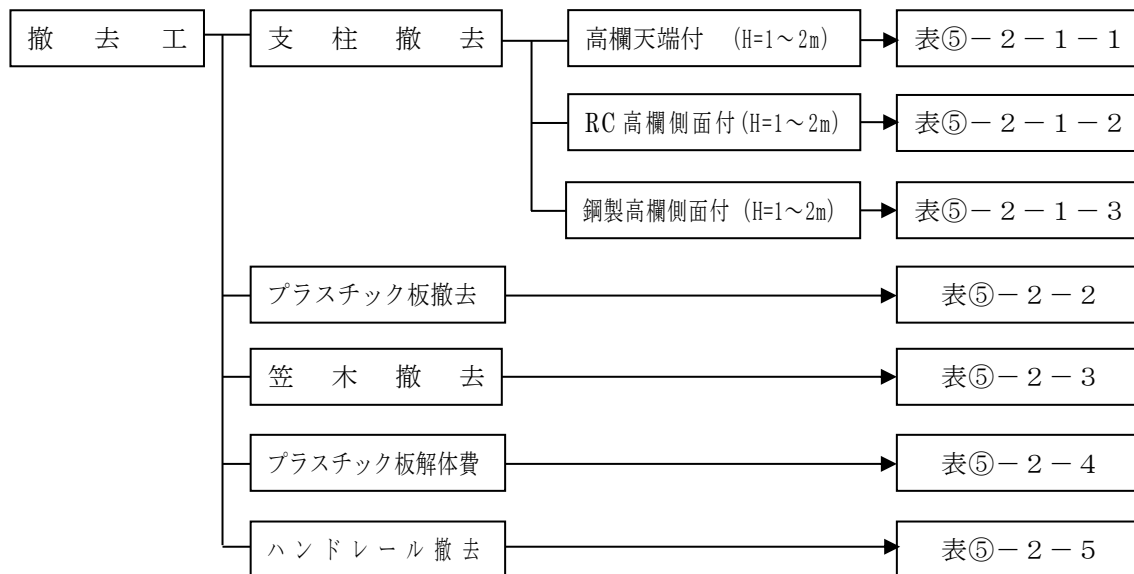 撤去工
支柱撤去
高欄天端付 (H=1～2m)
表⑤－２－１－１
RC高欄側面付(H=1～2m)
表⑤－２－１－２
鋼製高欄側面付 (H=1～2m)
表⑤－２－１－３
プラスチック板撤去
表⑤－２－２
笠木撤去
表⑤－２－３
プラスチック板解体費
表⑤－２－４
ハンドレール撤去
表⑤－２－５